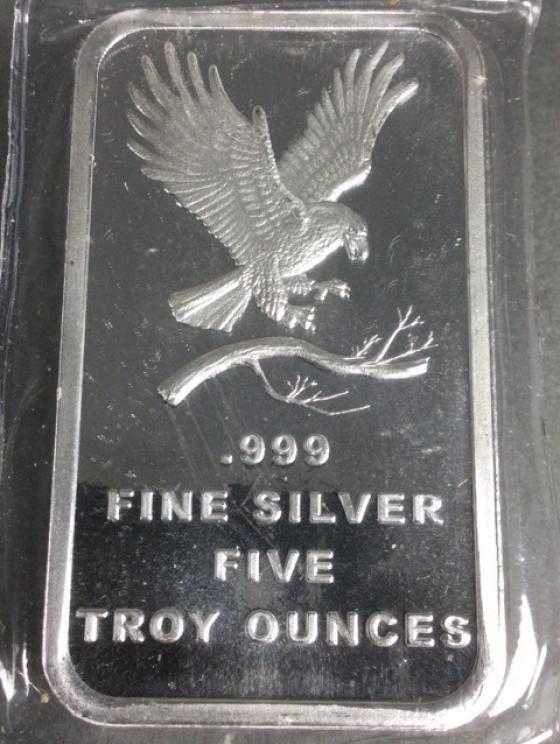 .999
FINE SILVER
FIVE
TROY OUNCES